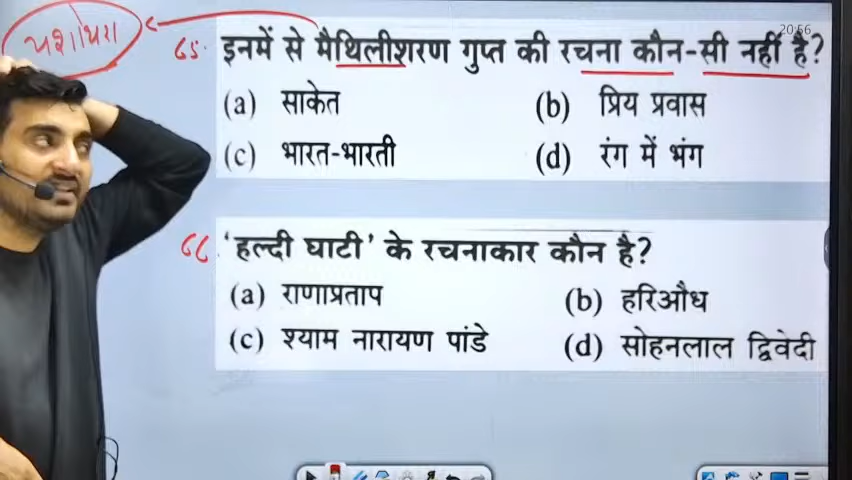 20:56
यशोधरा
65. इनमें से मैथिलीशरण गुप्त की रचना कौन-सी नहीं है?
(a) साकेत (b) प्रिय प्रवास
(c) भारत-भारती (d) रंग में भंग
66. 'हल्दी घाटी' के रचनाकार कौन है?
(a) राणाप्रताप (b) हरिऔध
(c) श्याम नारायण पांडे (d) सोहनलाल द्विवेदी